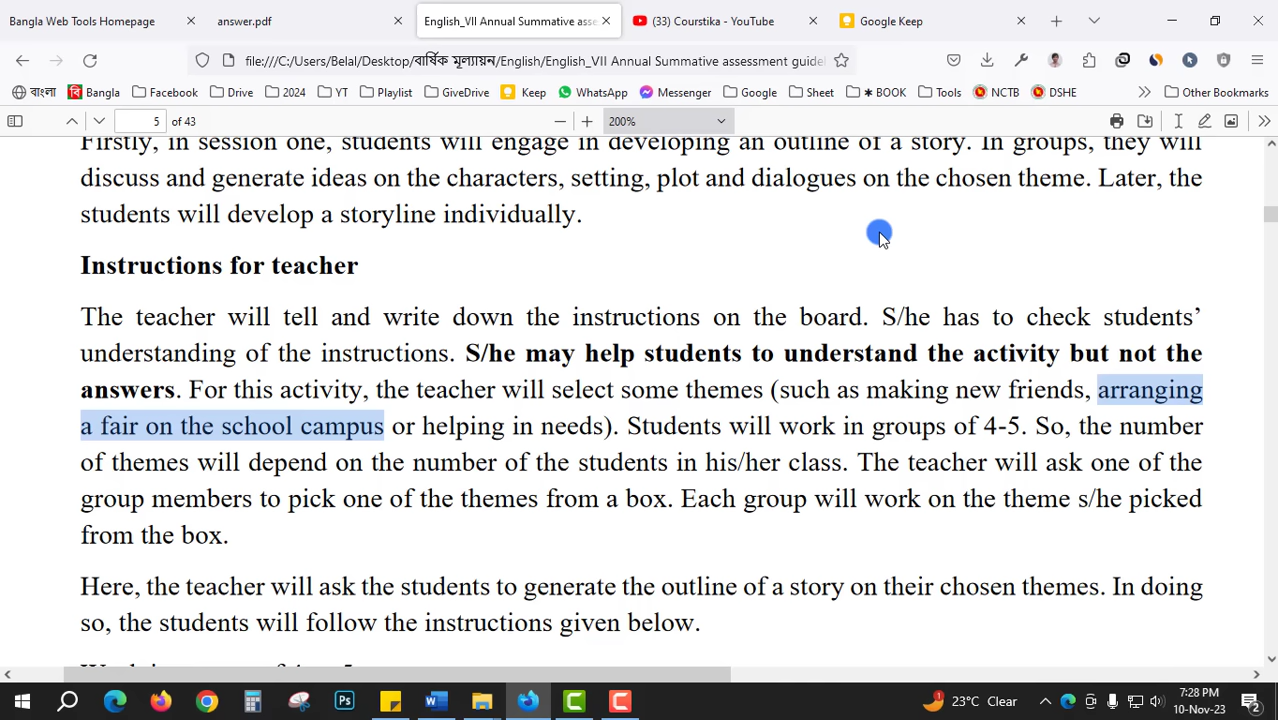 Bangla Web Tools Homepage
answer.pdf
English_VII Annual Summative asse
(33) Courstika - YouTube
Google Keep
file:///C:/Users/Belal/Desktop/বার্ষিক মূল্যায়ন/English/English_VII Annual Summative assessment guidel
বাংলা
Bangla
Facebook
Drive
2024
YT
Playlist
GiveDrive
Keep
WhatsApp
Messenger
Google
Sheet
✱ BOOK
Tools
NCTB
DSHE
Other Bookmarks
5 of 43
200%
Firstly, in session one, students will engage in developing an outline of a story. In groups, they will
discuss and generate ideas on the characters, setting, plot and dialogues on the chosen theme. Later, the
students will develop a storyline individually.
Instructions for teacher
The teacher will tell and write down the instructions on the board. S/he has to check students’
understanding of the instructions. S/he may help students to understand the activity but not the
answers. For this activity, the teacher will select some themes (such as making new friends, arranging
a fair on the school campus or helping in needs). Students will work in groups of 4-5. So, the number
of themes will depend on the number of the students in his/her class. The teacher will ask one of the
group members to pick one of the themes from a box. Each group will work on the theme s/he picked
from the box.
Here, the teacher will ask the students to generate the outline of a story on their chosen themes. In doing
so, the students will follow the instructions given below.
23°C Clear
7:28 PM
10-Nov-23
2